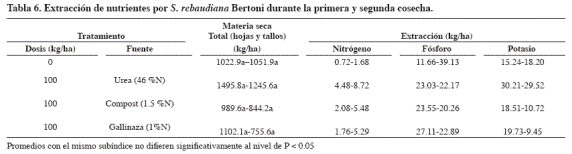 Tabla 6. Extracción de nutrientes por S. rebaudiana Bertoni durante la primera y segunda cosecha.
Tratamiento Materia seca Total (hojas y tallos) (kg/ha) Extracción (kg/ha)
Dosis (kg/ha) Fuente Nitrógeno Fósforo Potasio
0 1022.9a–1051.9a 0.72-1.68 11.66-39.13 15.24-18.20
100 Urea (46 %N) 1495.8a-1245.6a 4.48-8.72 23.03-22.17 30.21-29.52
100 Compost (1.5 %N) 989.6a-844.2a 2.08-5.48 23.55-20.26 18.51-10.72
100 Gallinaza (1%N) 1102.1a-755.6a 1.76-5.29 27.11-22.89 19.73-9.45
Promedios con el mismo subíndice no difieren significativamente al nivel de P < 0.05